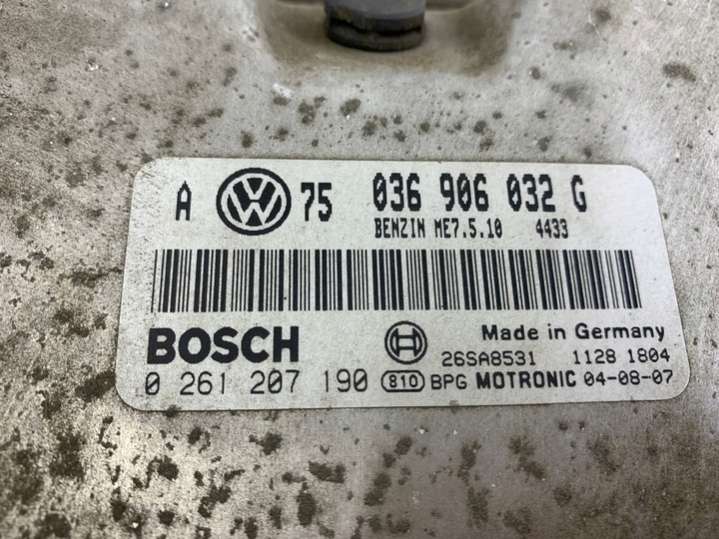 A VW 75 036 906 032 G
BENZIN ME7.5.10 4433
BOSCH Made in Germany
26SA8531 1128 1804
0 261 207 190 810 BPG MOTRONIC 04-08-07